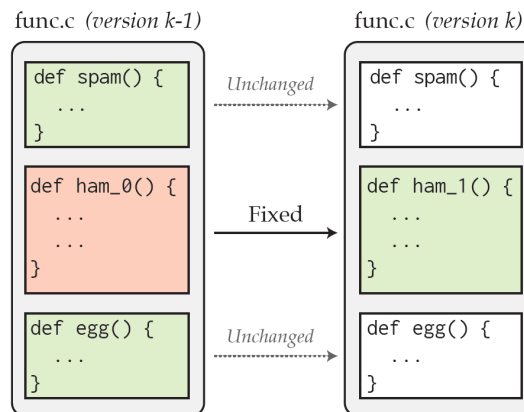 func.c (version k-1)
def spam() {
...
}
def ham_0() {
...
...
}
def egg() {
...
}
Unchanged
Fixed
Unchanged
func.c (version k)
def spam() {
...
}
def ham_1() {
...
...
}
def egg() {
...
}